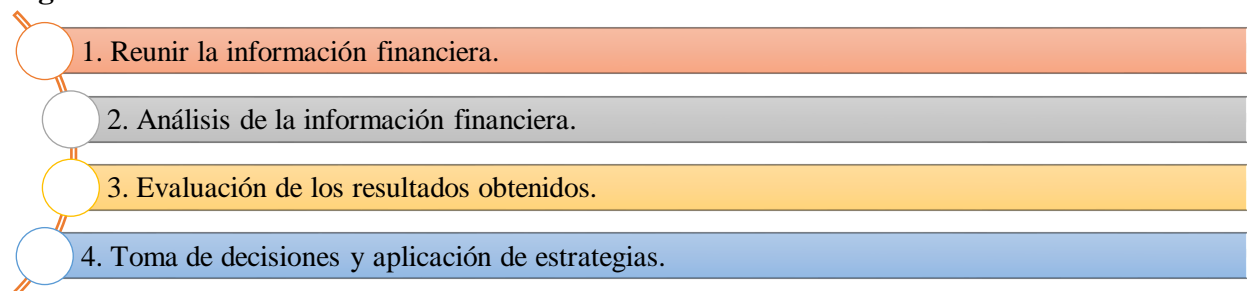 1. Reunir la información financiera.
2. Análisis de la información financiera.
3. Evaluación de los resultados obtenidos.
4. Toma de decisiones y aplicación de estrategias.